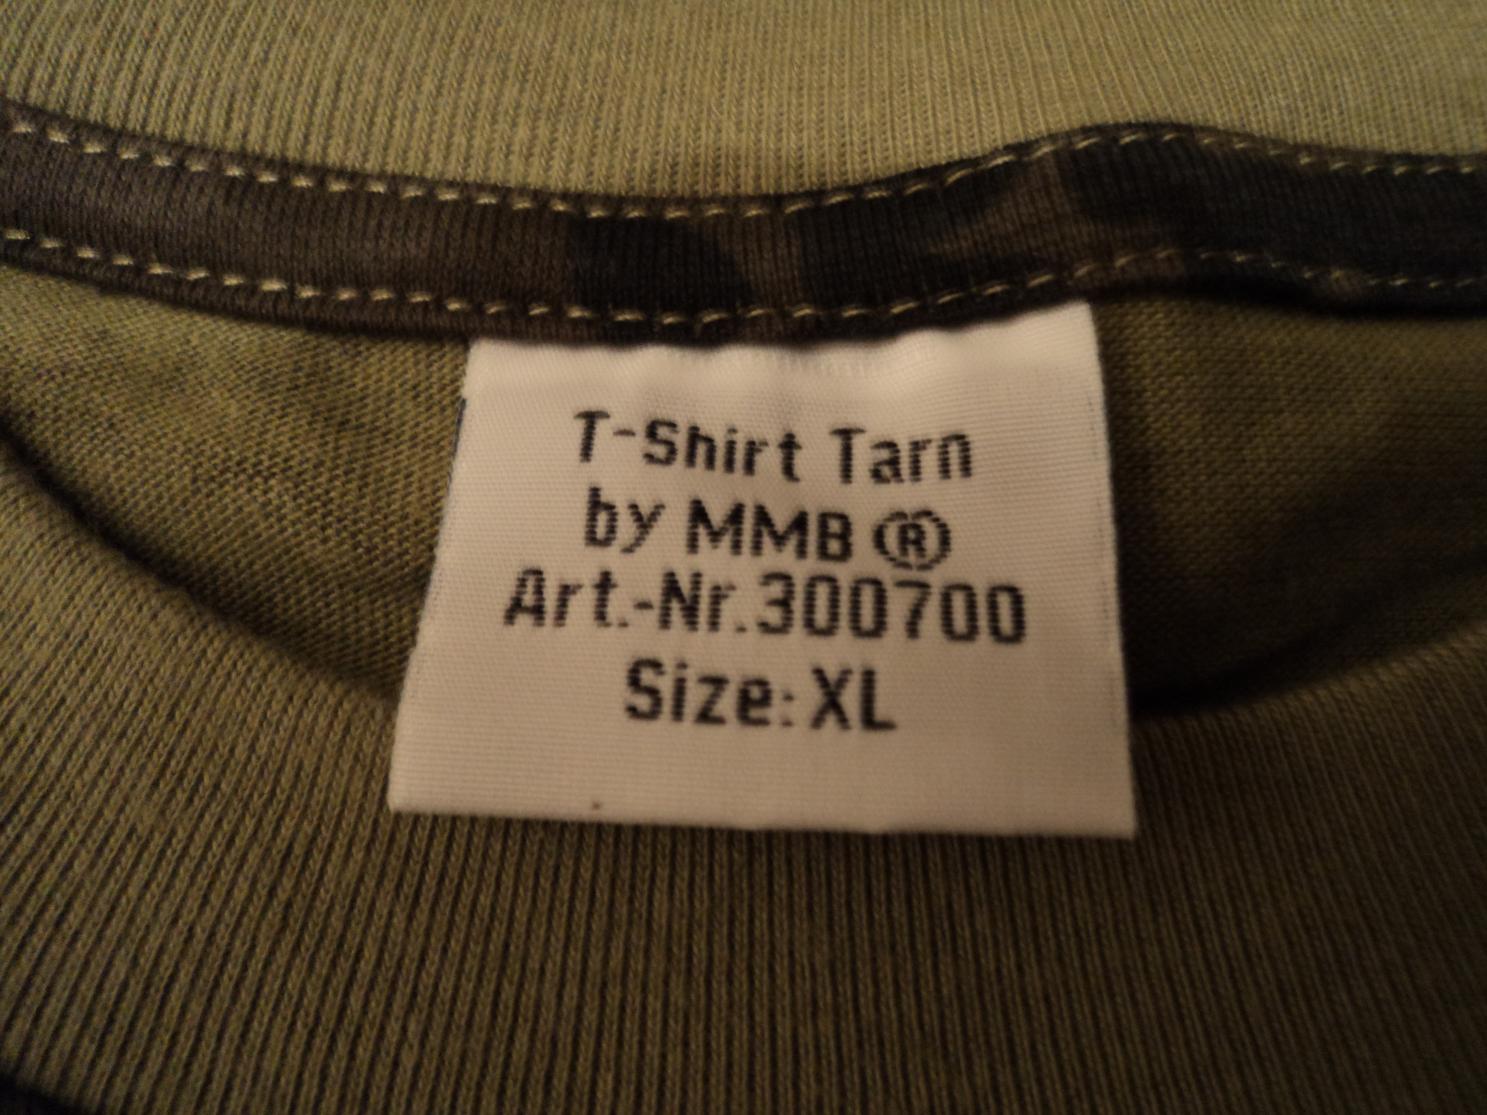 T-Shirt Tarn
by MMB ®
Art.-Nr.300700
Size: XL